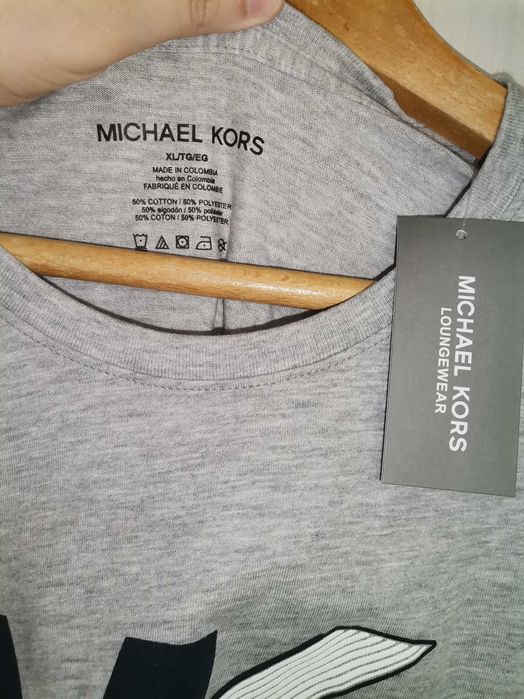 MICHAEL KORS
XL/TG/EG
MADE IN COLOMBIA
hecho en Colombia
FABRIQUÉ EN COLOMBIE
50% COTTON / 50% POLYESTER
50% algodón / 50% poliéster
50% COTON / 50% POLYESTER
MICHAEL KORS
LOUNGEWEAR